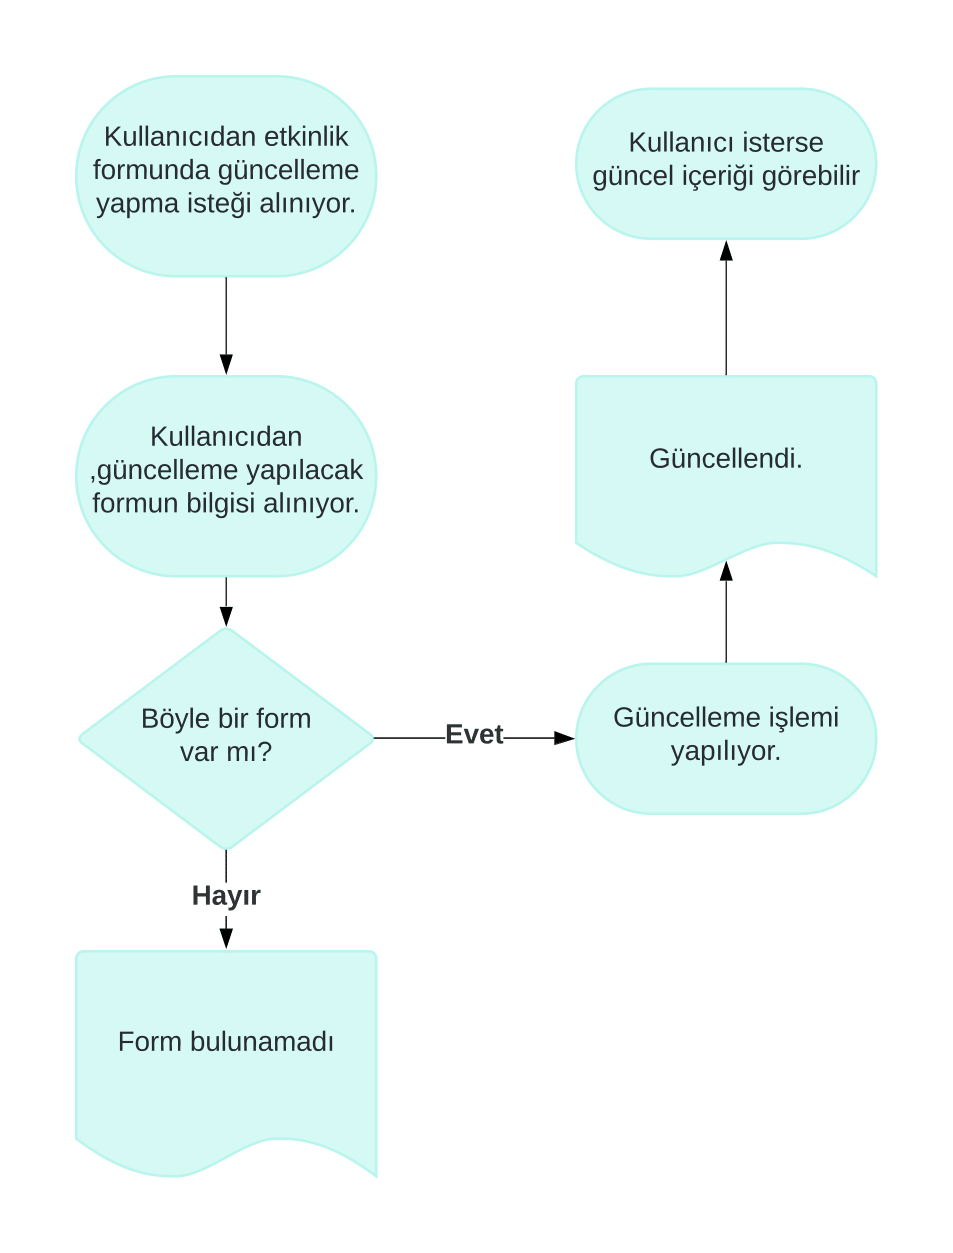 Kullanıcıdan etkinlik
formunda güncelleme
yapma isteği alınıyor.
Kullanıcıdan
,güncelleme yapılacak
formun bilgisi alınıyor.
Böyle bir form
var mı?
Evet
Hayır
Form bulunamadı
Güncelleme işlemi
yapılıyor.
Güncellendi.
Kullanıcı isterse
güncel içeriği görebilir